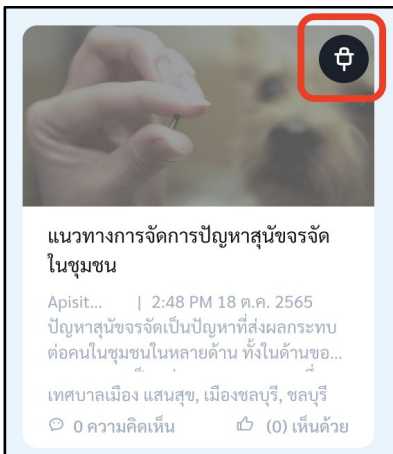 แนวทางการจัดการปัญหาสุนัขจรจัด
ในชุมชน
Apisit... | 2:48 PM 18 ต.ค. 2565
ปัญหาสุนัขจรจัดเป็นปัญหาที่ส่งผลกระทบ
ต่อคนในชุมชนในหลายด้าน ทั้งในด้านขอ...
เทศบาลเมือง แสนสุข, เมืองชลบุรี, ชลบุรี
0 ความคิดเห็น (0) เห็นด้วย